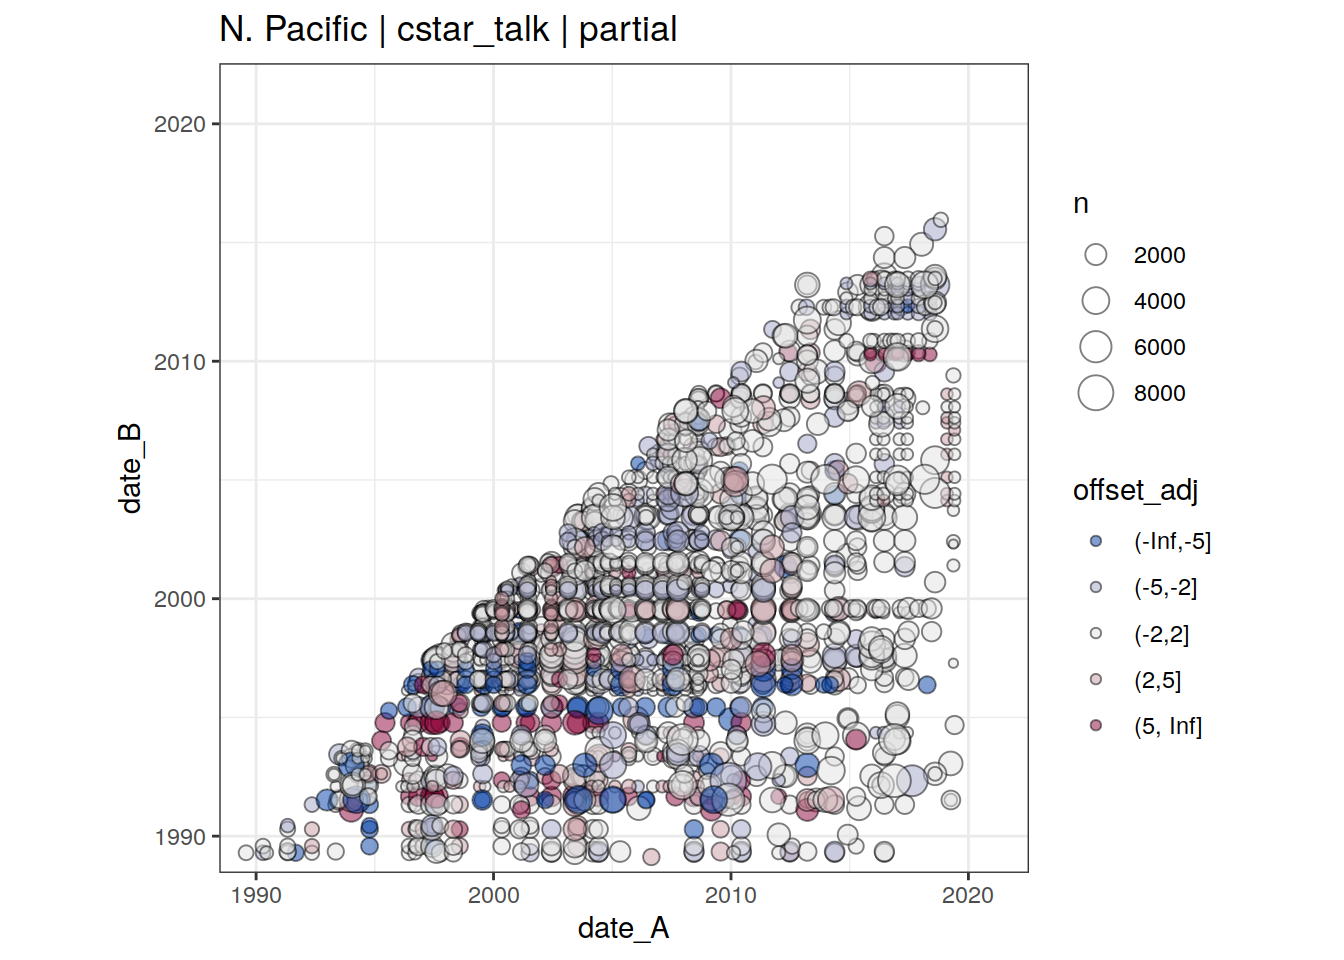 N. Pacific | cstar_talk | partial
2020
2010
2000
1990
1990
2000
2010
2020
date_A
date_B
n
2000
4000
6000
8000
offset_adj
(-Inf,-5]
(-5,-2]
(-2,2]
(2,5]
(5, Inf]